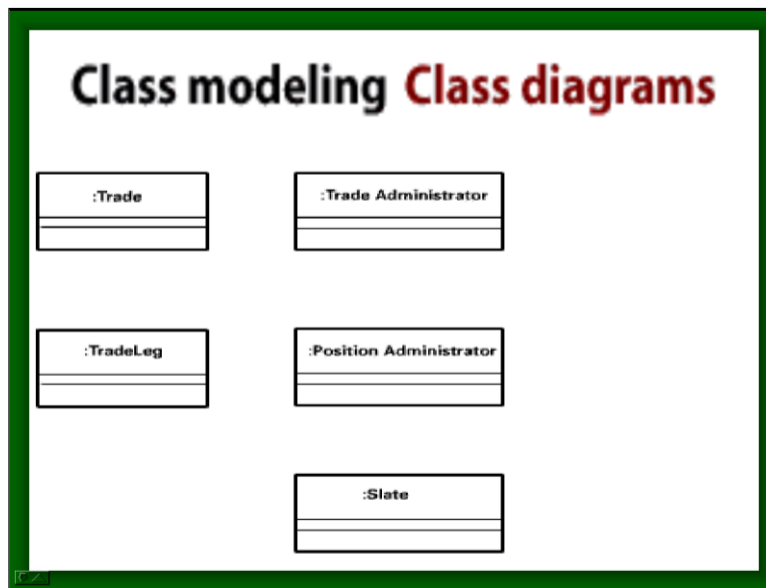 Class modeling Class diagrams
:Trade
:Trade Administrator
:TradeLeg
:Position Administrator
:Slate